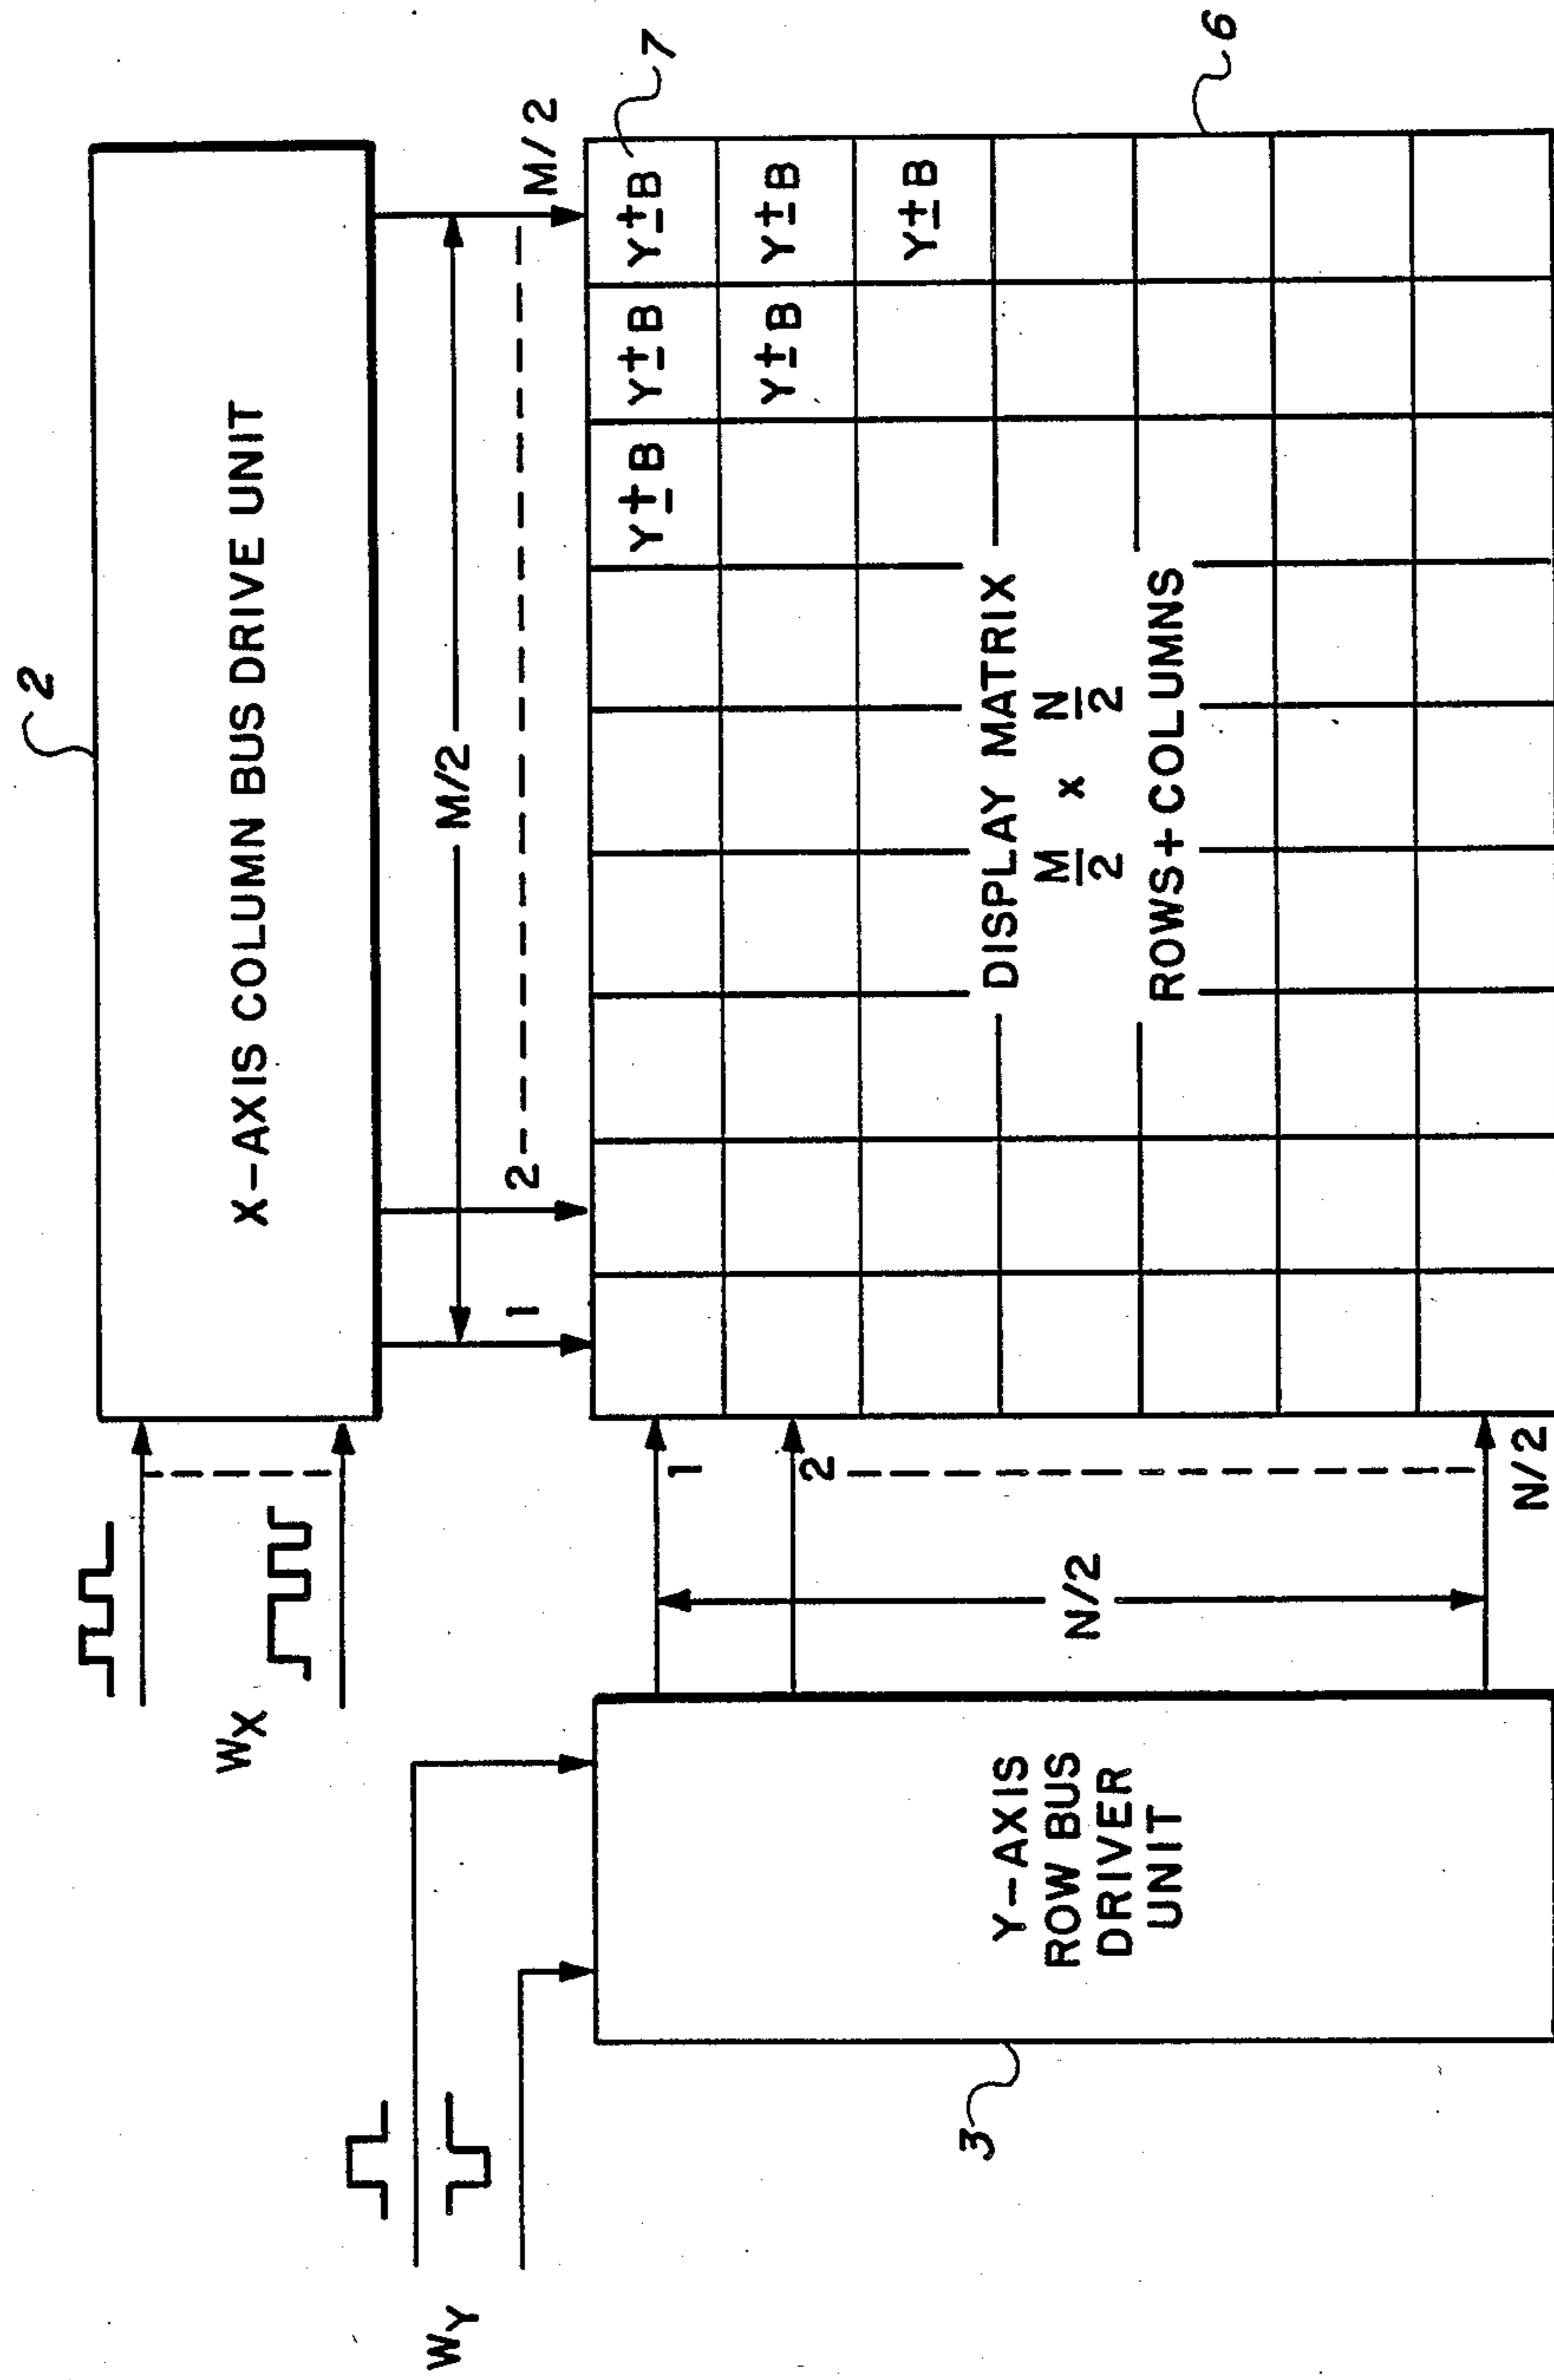 2
X-AXIS COLUMN BUS DRIVE UNIT
WX
M/2
1
2
M/2
WY
7
Y±B Y±B Y±B
Y±B Y±B
Y±B
1
2
N/2
N/2
Y-AXIS
ROW BUS
DRIVER
UNIT
3
DISPLAY MATRIX
M/2 x N/2
ROWS+COLUMNS
6